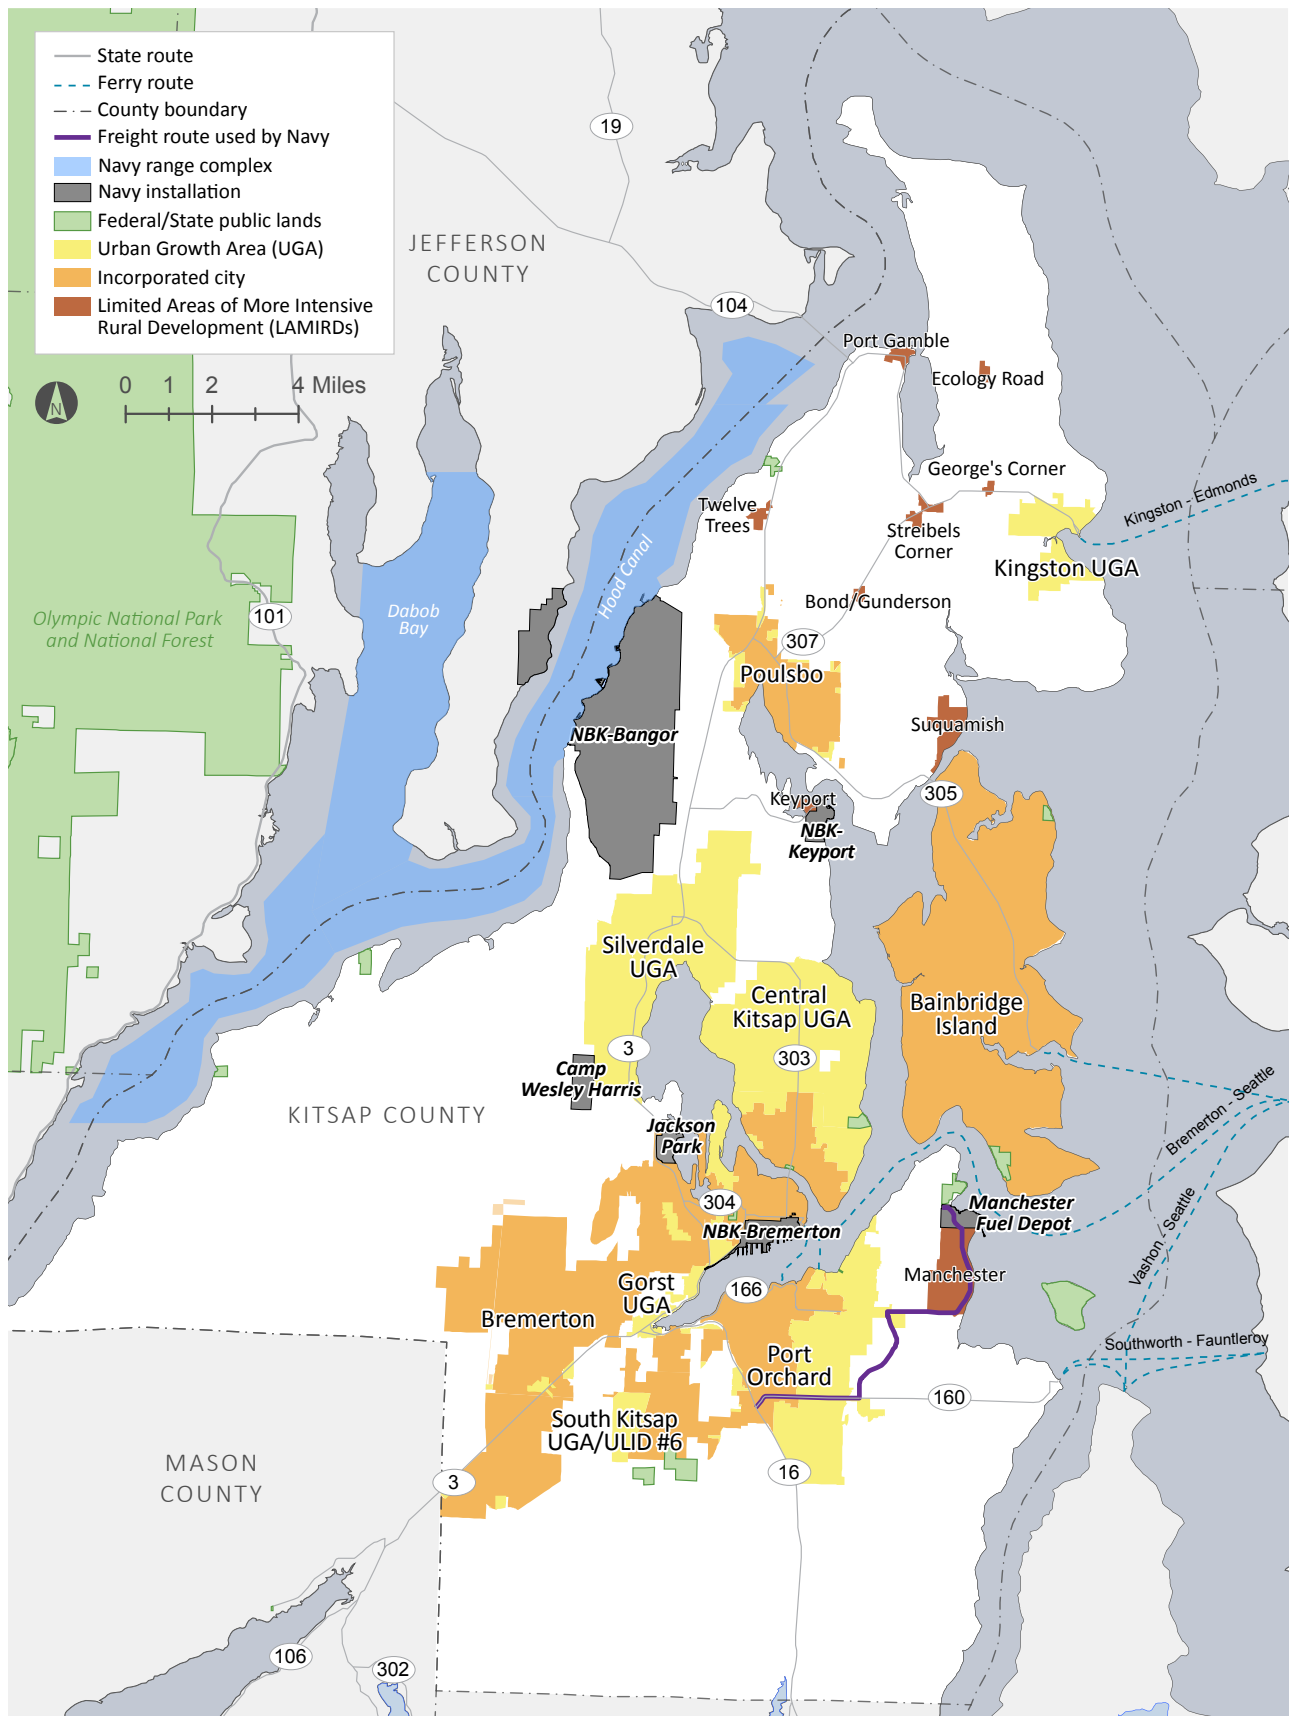 State route
Ferry route
County boundary
Freight route used by Navy
Navy range complex
Navy installation
Federal/State public lands
Urban Growth Area (UGA)
Incorporated city
Limited Areas of More Intensive
Rural Development (LAMIRDs)
N
0 1 2 4 Miles
19
JEFFERSON
COUNTY
104
Port Gamble
Ecology Road
George's Corner
Kingston - Edmonds
Twelve
Trees
Streibels
Corner
Kingston UGA
Hood Canal
Bond/Gunderson
Dabob
Bay
Olympic National Park
and National Forest
101
307
Poulsbo
Suquamish
NBK-Bangor
305
Keyport
NBK-
Keyport
Silverdale
UGA
Central
Kitsap UGA
Bainbridge
Island
3
303
Camp
Wesley Harris
KITSAP COUNTY
Jackson
Park
Bremerton - Seattle
304
Manchester
Fuel Depot
NBK-Bremerton
Vashon - Seattle
Gorst
UGA
166
Manchester
Bremerton
Southworth - Fauntleroy
Port
Orchard
160
South Kitsap
UGA/ULID #6
MASON
COUNTY
3
16
106
302